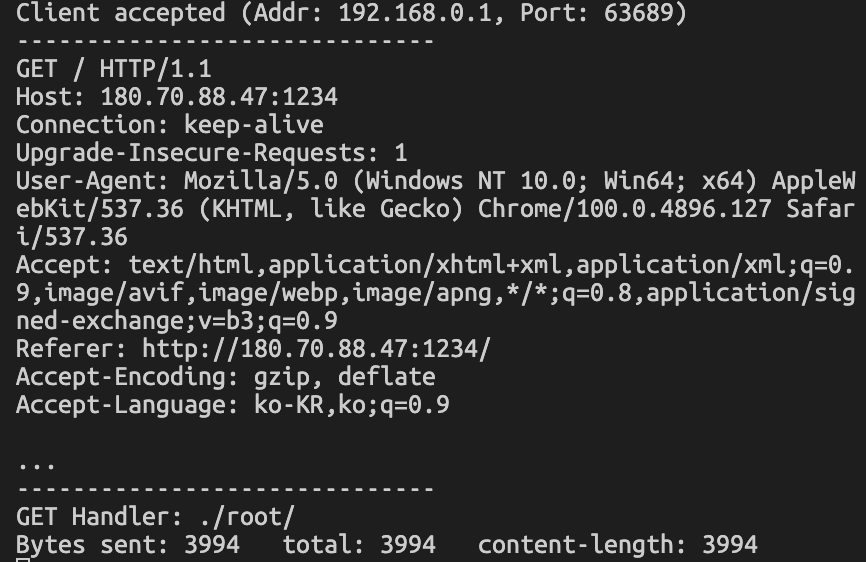 Client accepted (Addr: 192.168.0.1, Port: 63689)
------------------------------
GET / HTTP/1.1
Host: 180.70.88.47:1234
Connection: keep-alive
Upgrade-Insecure-Requests: 1
User-Agent: Mozilla/5.0 (Windows NT 10.0; Win64; x64) AppleW
ebKit/537.36 (KHTML, like Gecko) Chrome/100.0.4896.127 Safar
i/537.36
Accept: text/html,application/xhtml+xml,application/xml;q=0.
9,image/avif,image/webp,image/apng,*/*;q=0.8,application/sig
ned-exchange;v=b3;q=0.9
Referer: http://180.70.88.47:1234/
Accept-Encoding: gzip, deflate
Accept-Language: ko-KR,ko;q=0.9
...
------------------------------
GET Handler: ./root/
Bytes sent: 3994   total: 3994   content-length: 3994